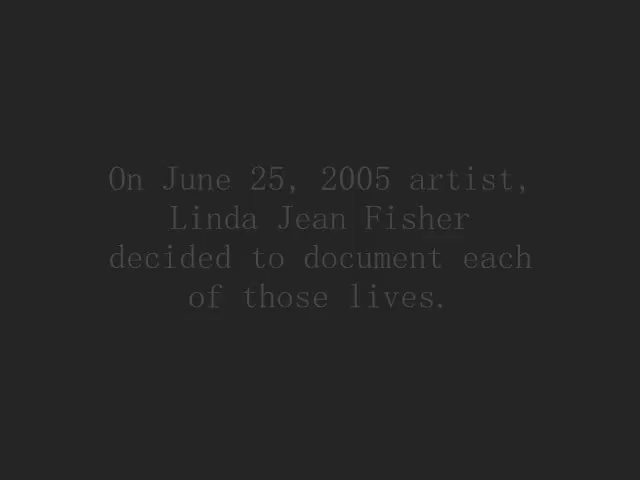 On June 25, 2005 artist,
Linda Jean Fisher
decided to document each
of those lives.